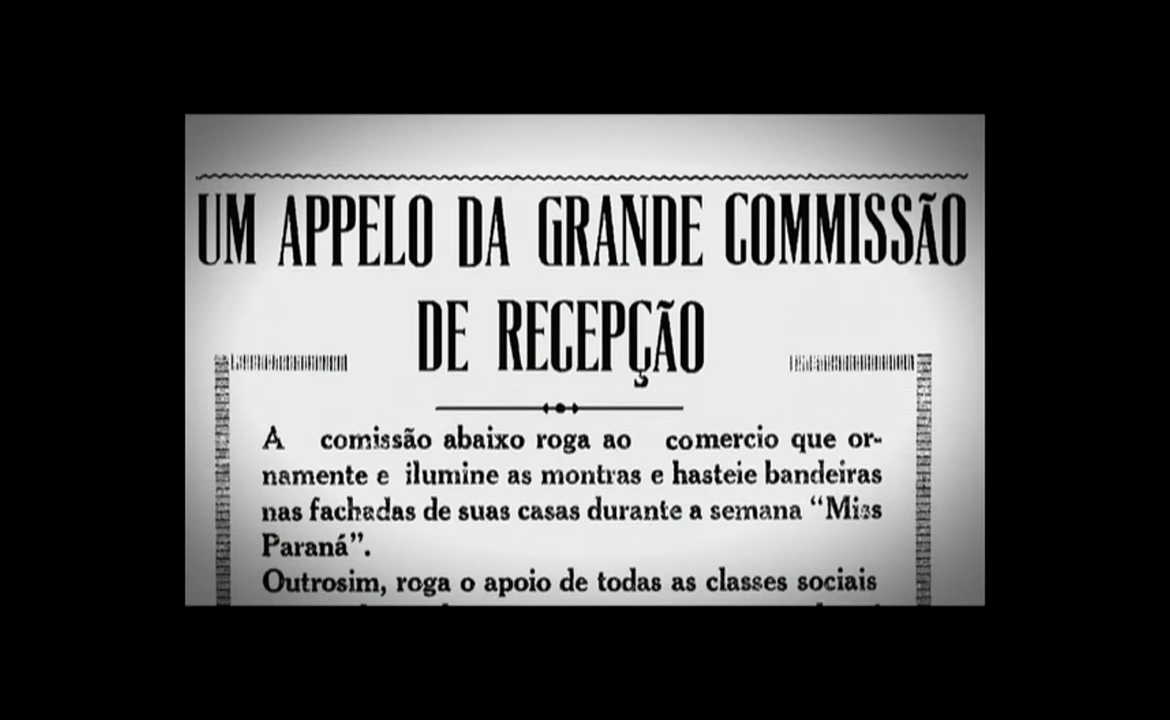 UM APPELO DA GRANDE COMMISSÃO
DE RECEPÇÃO
A comissão abaixo roga ao comercio que or-
namente e ilumine as montras e hasteie bandeiras
nas fachadas de suas casas durante a semana “Miss
Paraná”.
Outrosim, roga o apoio de todas as classes sociais